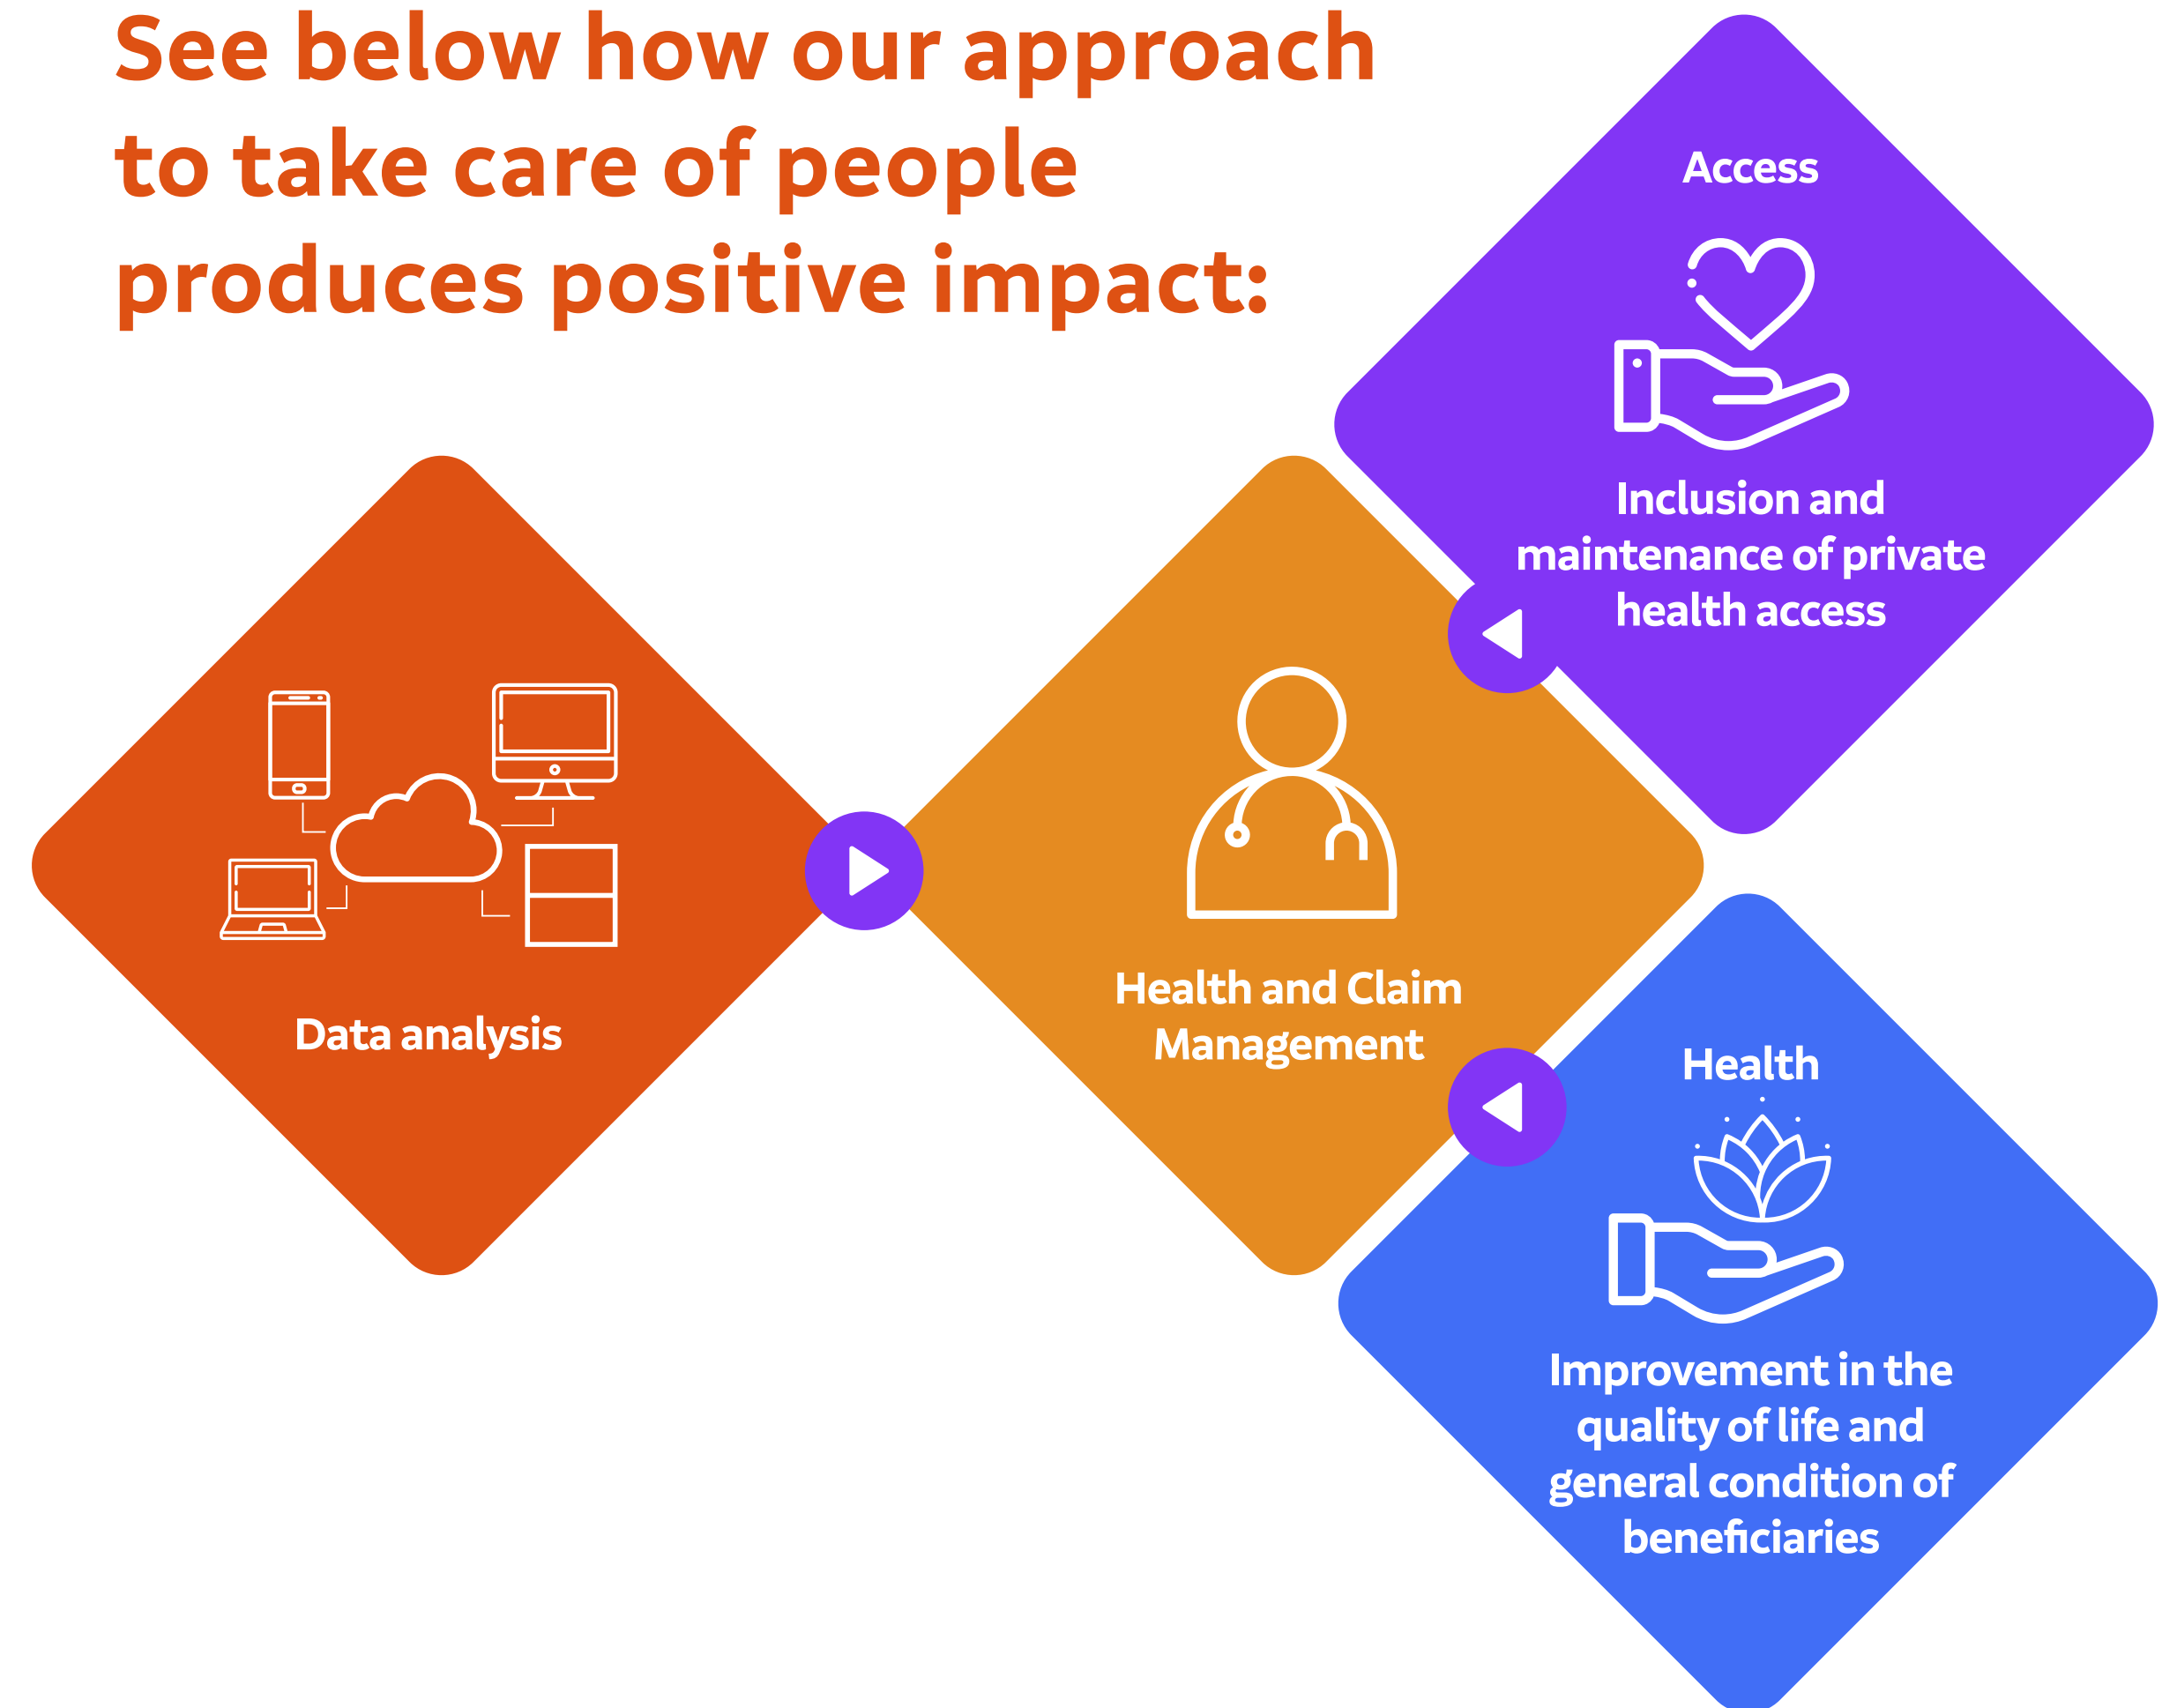 See below how our approach
to take care of people
produces positive impact:
Data analysis
Health and Claim
Management
Access
Inclusion and
maintenance of private
health access
Health
Improvement in the
quality of life and
general condition of
beneficiaries